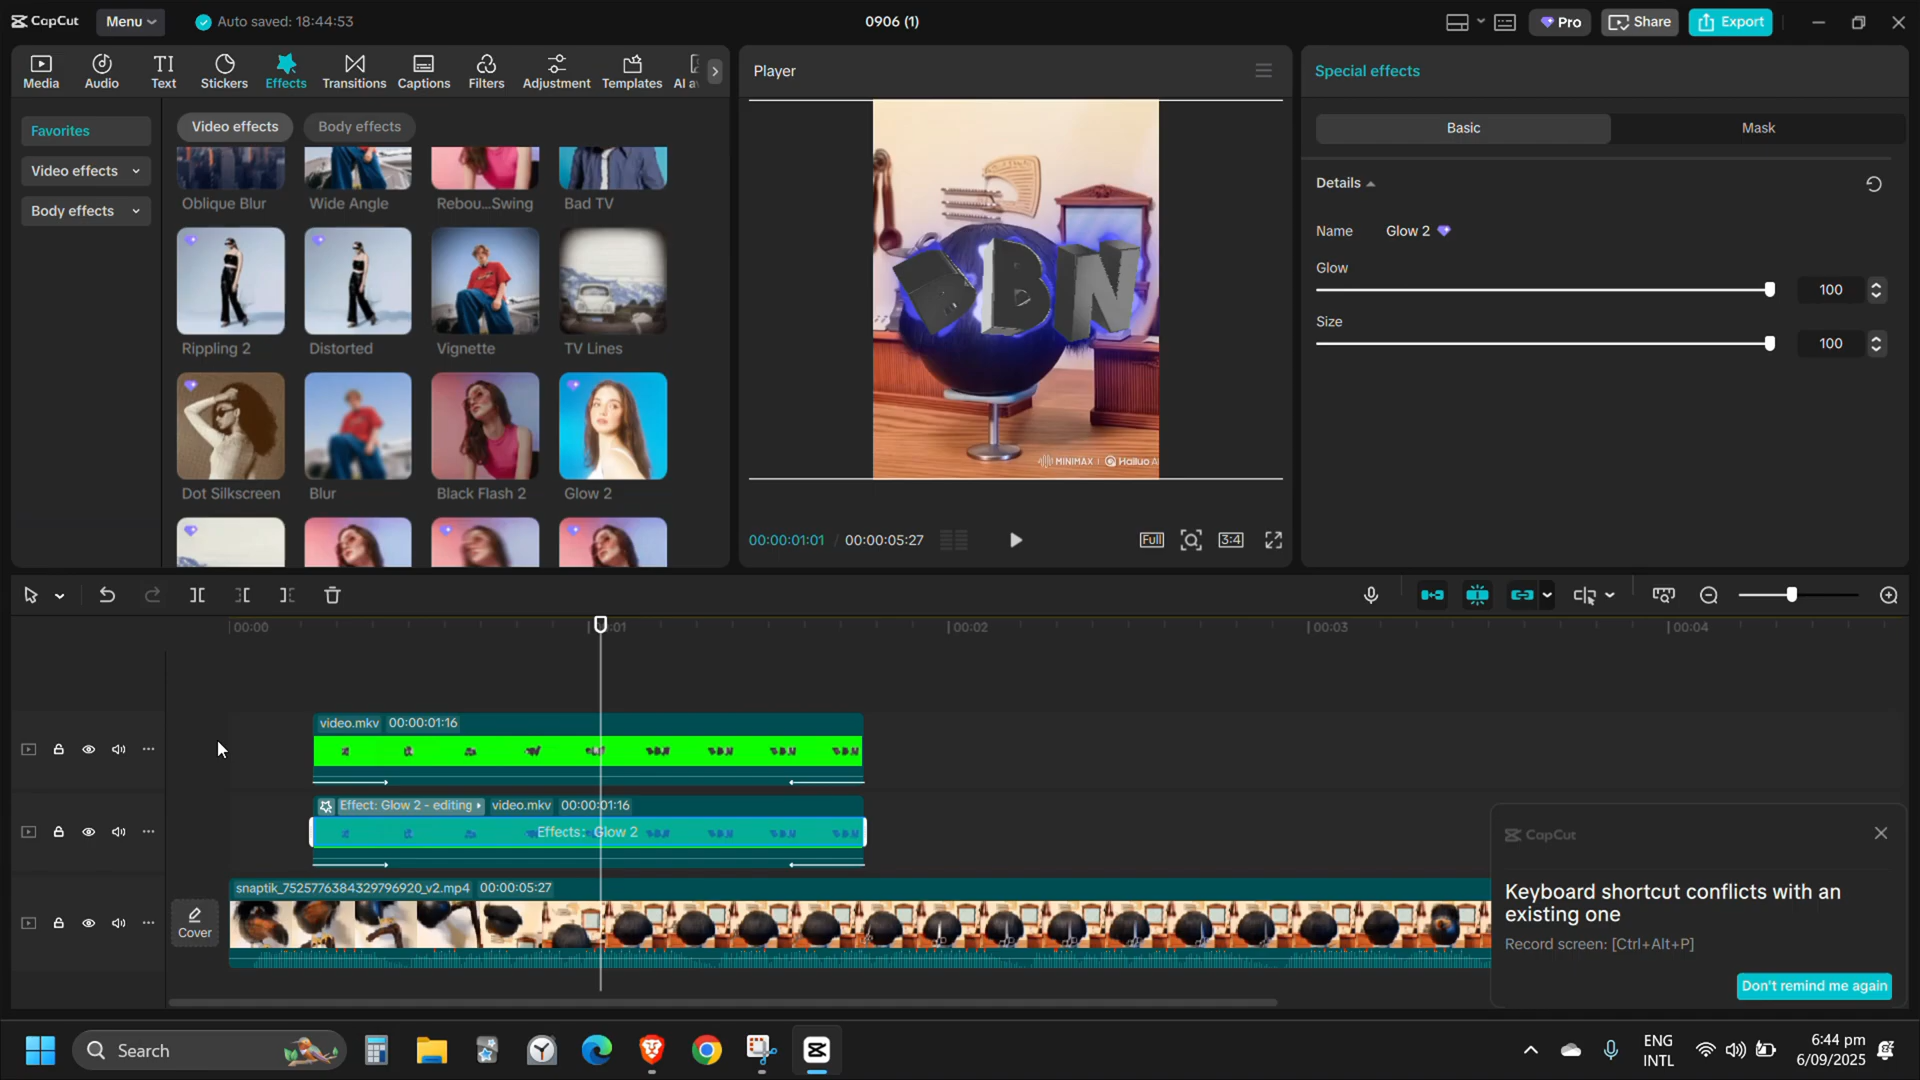 CapCut
Menu
Auto saved: 18:44:53
0906 (1)
Pro
Share
Export
Media
Audio
TI
Text
Stickers
Effects
Transitions
Captions
Filters
Adjustment
Templates
AI a
Favorites
Video effects
Body effects
Video effects
Body effects
Oblique Blur
Wide Angle
Rebou...Swing
Bad TV
Rippling 2
Distorted
Vignette
TV Lines
Dot Silkscreen
Blur
Black Flash 2
Glow 2
Player
BBN
MINIMAX | Hailuo A
00:00:01:01 / 00:00:05:27
Full
3:4
Special effects
Basic
Mask
Details
Name
Glow 2
Glow
100
Size
100
00:00
:01
00:02
00:03
00:04
video.mkv 00:00:01:16
Effect: Glow 2 - editing
video.mkv 00:00:01:16
Effects: Glow 2
Cover
snaptik_7525776384329796920_v2.mp4 00:00:05:27
CapCut
Keyboard shortcut conflicts with an
existing one
Record screen: [Ctrl+Alt+P]
Don't remind me again
Search
ENG
INTL
6:44 pm
6/09/2025